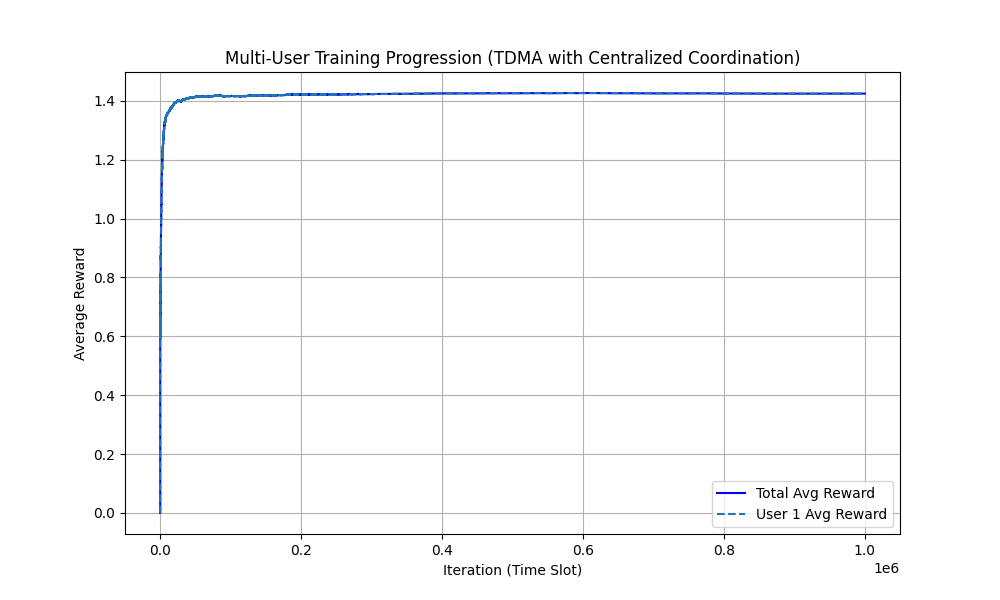 Multi-User Training Progression (TDMA with Centralized Coordination)
Average Reward
1.4
1.2
1.0
0.8
0.6
0.4
0.2
0.0
Total Avg Reward
User 1 Avg Reward
0.0 0.2 0.4 0.6 0.8 1.0
1e6
Iteration (Time Slot)